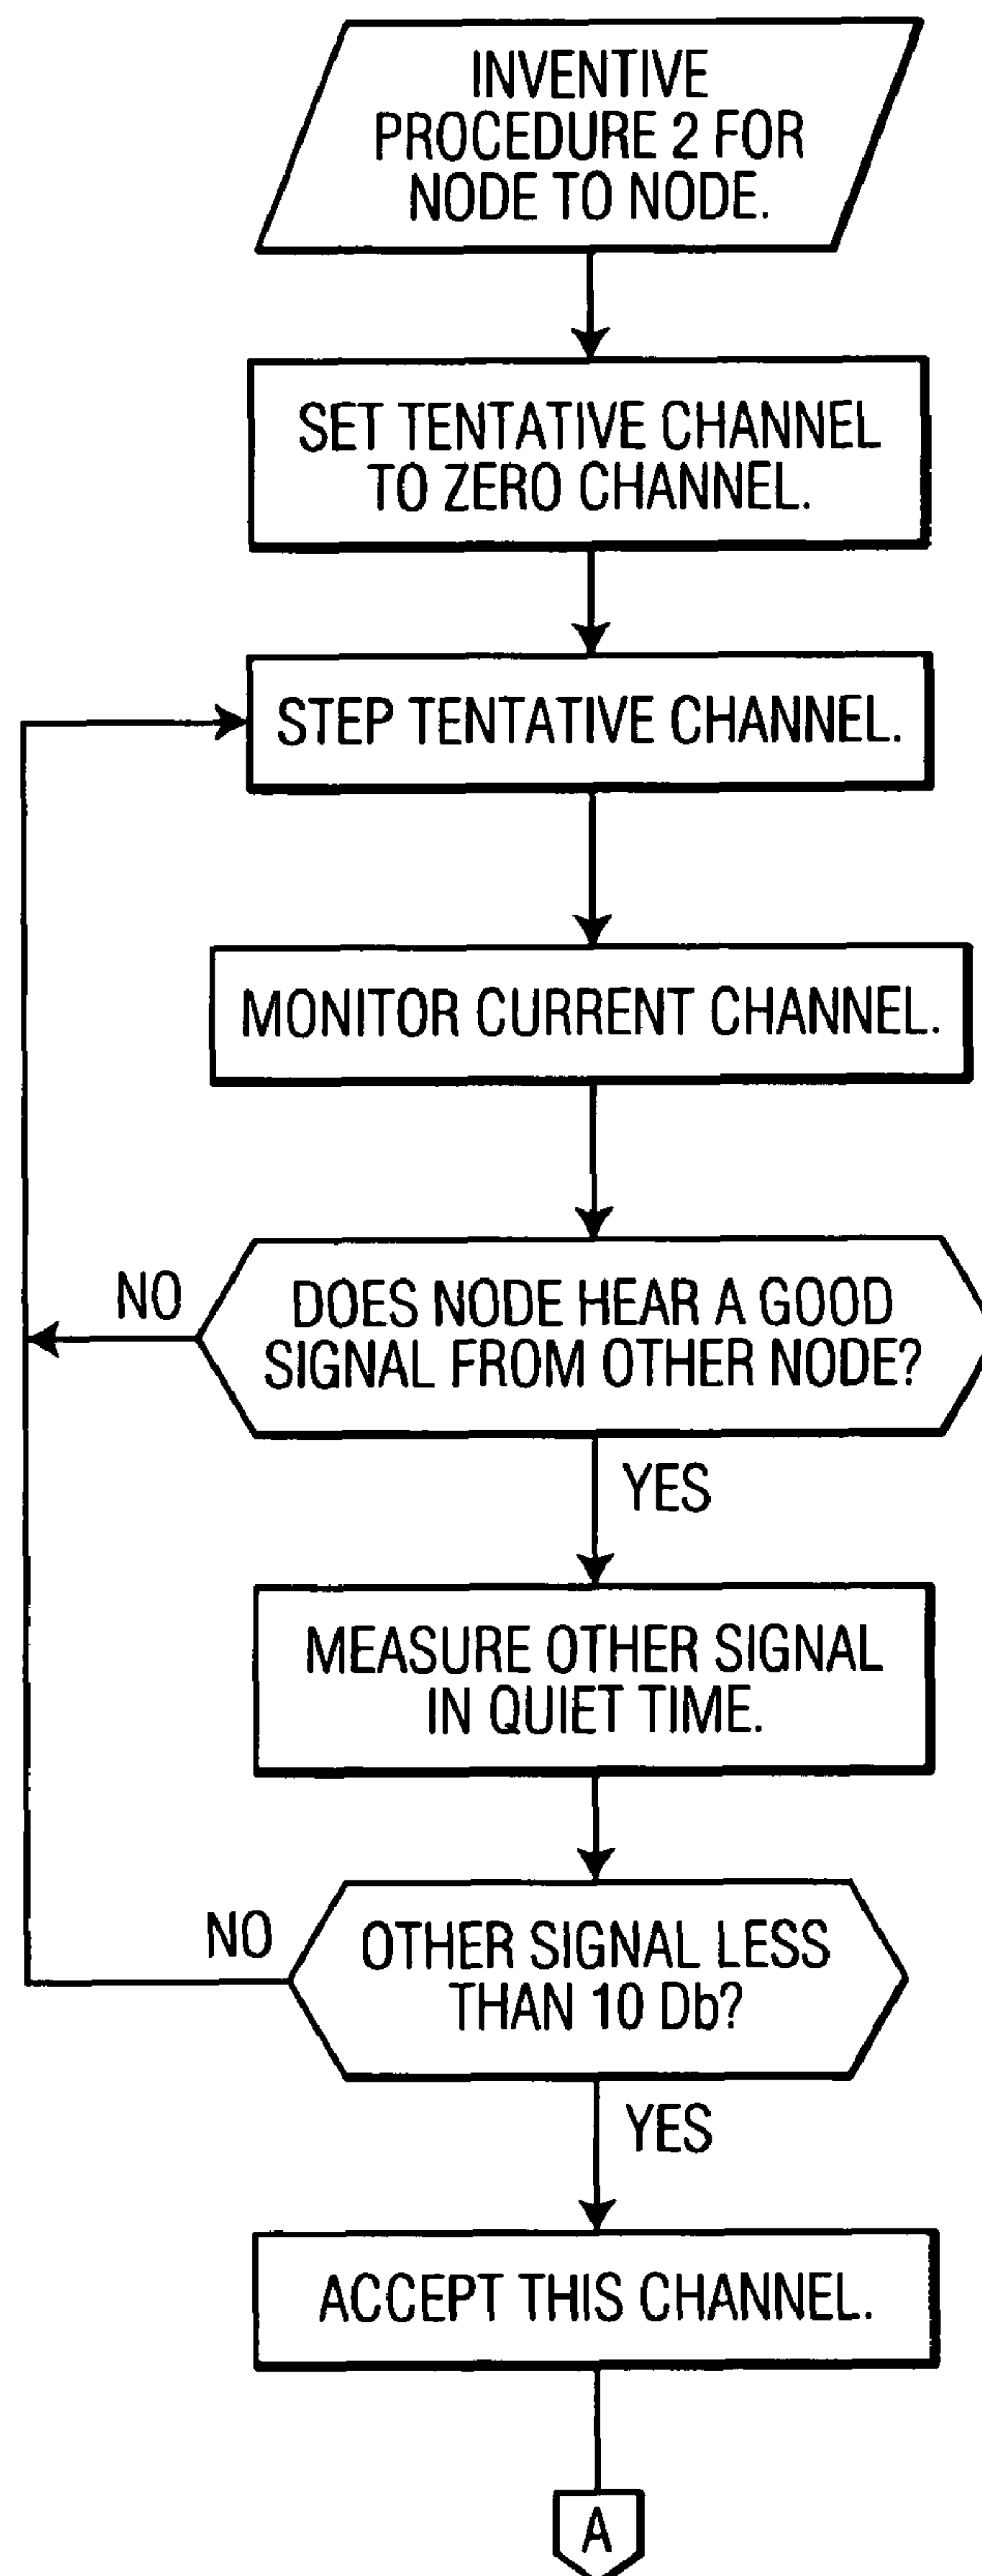 INVENTIVE
PROCEDURE 2 FOR
NODE TO NODE.
SET TENTATIVE CHANNEL
TO ZERO CHANNEL.
STEP TENTATIVE CHANNEL.
MONITOR CURRENT CHANNEL.
NO
DOES NODE HEAR A GOOD
SIGNAL FROM OTHER NODE?
YES
MEASURE OTHER SIGNAL
IN QUIET TIME.
NO
OTHER SIGNAL LESS
THAN 10 Db?
YES
ACCEPT THIS CHANNEL.
A